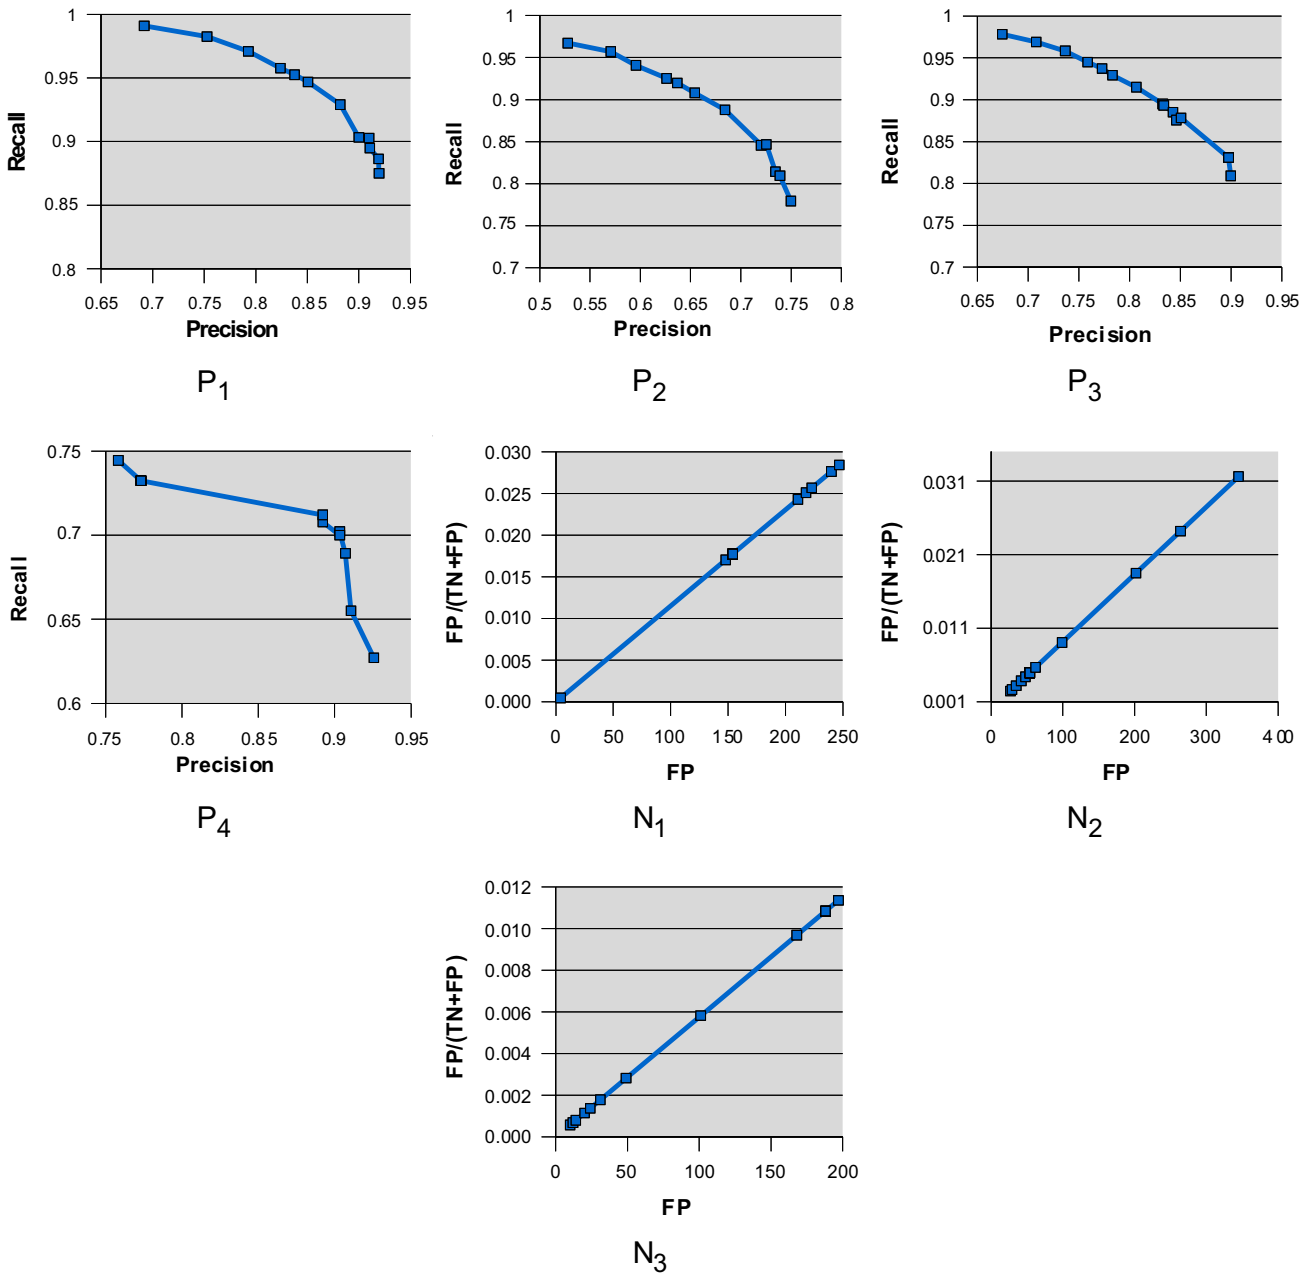 1
0.95
0.9
0.85
0.8
Recall
0.65 0.7 0.75 0.8 0.85 0.9 0.95
Precision
P1
1
0.95
0.9
0.85
0.8
0.75
0.7
Recall
0.5 0.55 0.6 0.65 0.7 0.75 0.8
Precision
P2
1
0.95
0.9
0.85
0.8
0.75
0.7
Recall
0.65 0.7 0.75 0.8 0.85 0.9 0.95
Precision
P3
0.75
0.7
0.65
0.6
Recall
0.75 0.8 0.85 0.9 0.95
Precision
P4
0.030
0.025
0.020
0.015
0.010
0.005
0.000
FP/(TN+FP)
0 50 100 150 200 250
FP
N1
0.031
0.021
0.011
0.001
FP/(TN+FP)
0 100 200 300 400
FP
N2
0.012
0.010
0.008
0.006
0.004
0.002
0.000
FP/(TN+FP)
0 50 100 150 200
FP
N3